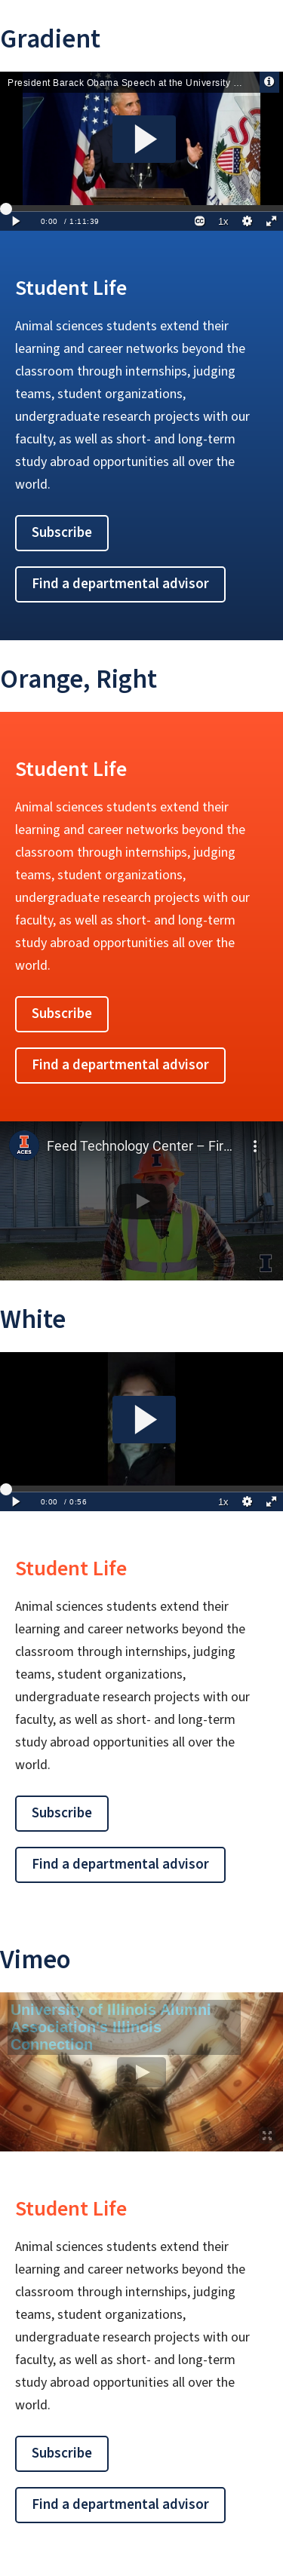 Gradient
President Barack Obama Speech at the University ...
0:00 / 1:11:39
CC
1x
Student Life
Animal sciences students extend their
learning and career networks beyond the
classroom through internships, judging
teams, student organizations,
undergraduate research projects with our
faculty, as well as short- and long-term
study abroad opportunities all over the
world.
Subscribe
Find a departmental advisor
Orange, Right
Student Life
Animal sciences students extend their
learning and career networks beyond the
classroom through internships, judging
teams, student organizations,
undergraduate research projects with our
faculty, as well as short- and long-term
study abroad opportunities all over the
world.
Subscribe
Find a departmental advisor
I
ACES
Feed Technology Center – Fir...
White
0:00 / 0:56
1x
Student Life
Animal sciences students extend their
learning and career networks beyond the
classroom through internships, judging
teams, student organizations,
undergraduate research projects with our
faculty, as well as short- and long-term
study abroad opportunities all over the
world.
Subscribe
Find a departmental advisor
Vimeo
University of Illinois Alumni
Association's Illinois
Connection
Student Life
Animal sciences students extend their
learning and career networks beyond the
classroom through internships, judging
teams, student organizations,
undergraduate research projects with our
faculty, as well as short- and long-term
study abroad opportunities all over the
world.
Subscribe
Find a departmental advisor